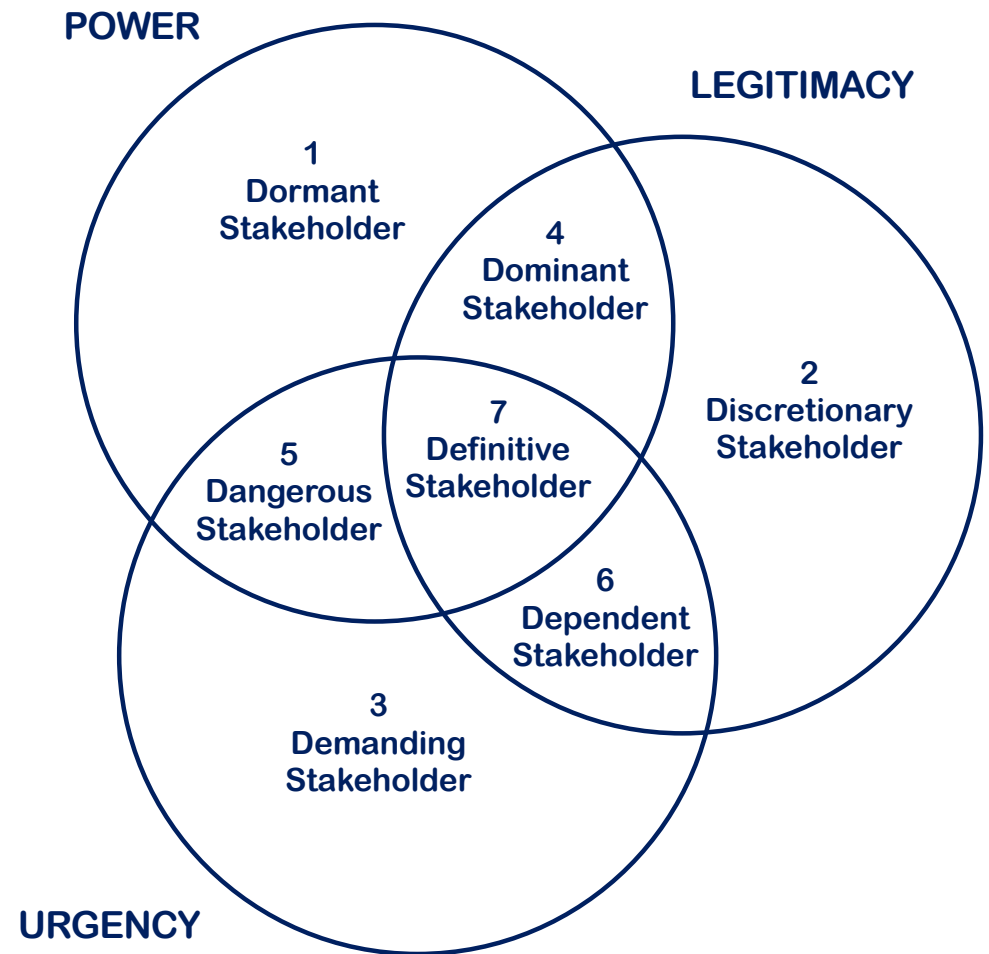 POWER
LEGITIMACY
1
Dormant
Stakeholder
4
Dominant
Stakeholder
2
Discretionary
Stakeholder
7
Definitive
Stakeholder
5
Dangerous
Stakeholder
6
Dependent
Stakeholder
3
Demanding
Stakeholder
URGENCY